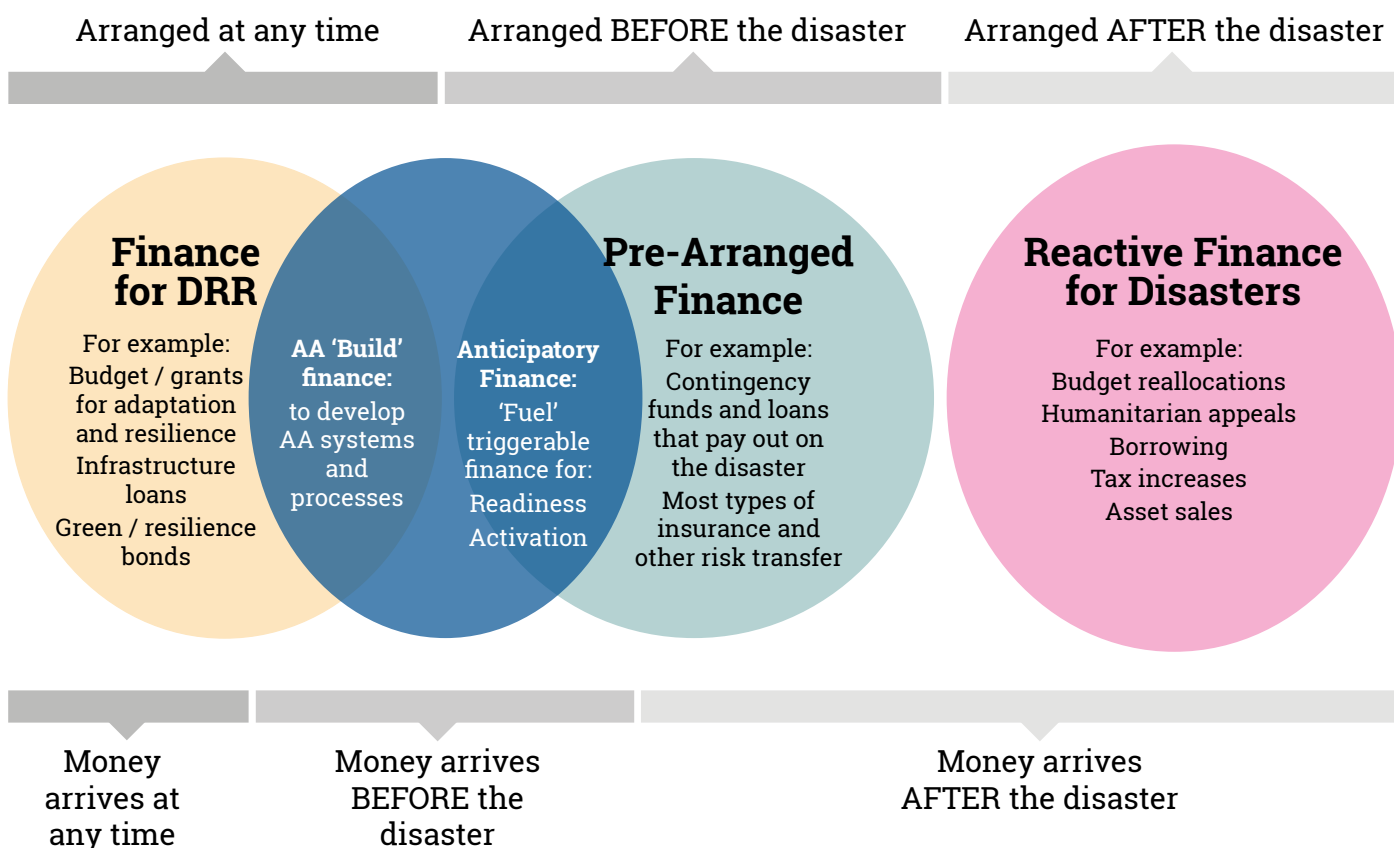 Arranged at any time
Arranged BEFORE the disaster
Arranged AFTER the disaster
Finance
for DRR
For example:
Budget / grants
for adaptation
and resilience
Infrastructure
loans
Green / resilience
bonds
AA ‘Build’
finance:
to develop
AA systems
and
processes
Anticipatory
Finance:
‘Fuel’
triggerable
finance for:
Readiness
Activation
Pre-Arranged
Finance
For example:
Contingency
funds and loans
that pay out on
the disaster
Most types of
insurance and
other risk transfer
Reactive Finance
for Disasters
For example:
Budget reallocations
Humanitarian appeals
Borrowing
Tax increases
Asset sales
Money
arrives at
any time
Money arrives
BEFORE the
disaster
Money arrives
AFTER the disaster